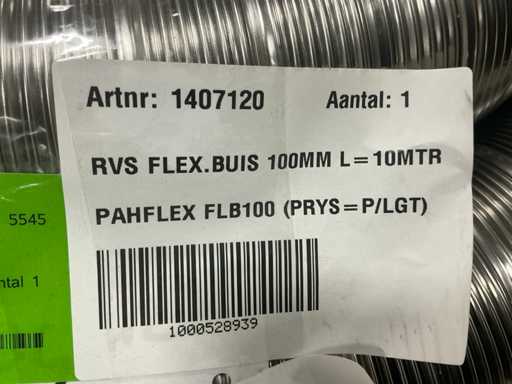 Artnr: 1407120 Aantal: 1
RVS FLEX.BUIS 100MM L=10MTR
PAHFLEX FLB100 (PRYS=P/LGT)
1000528939
5545
ntal 1